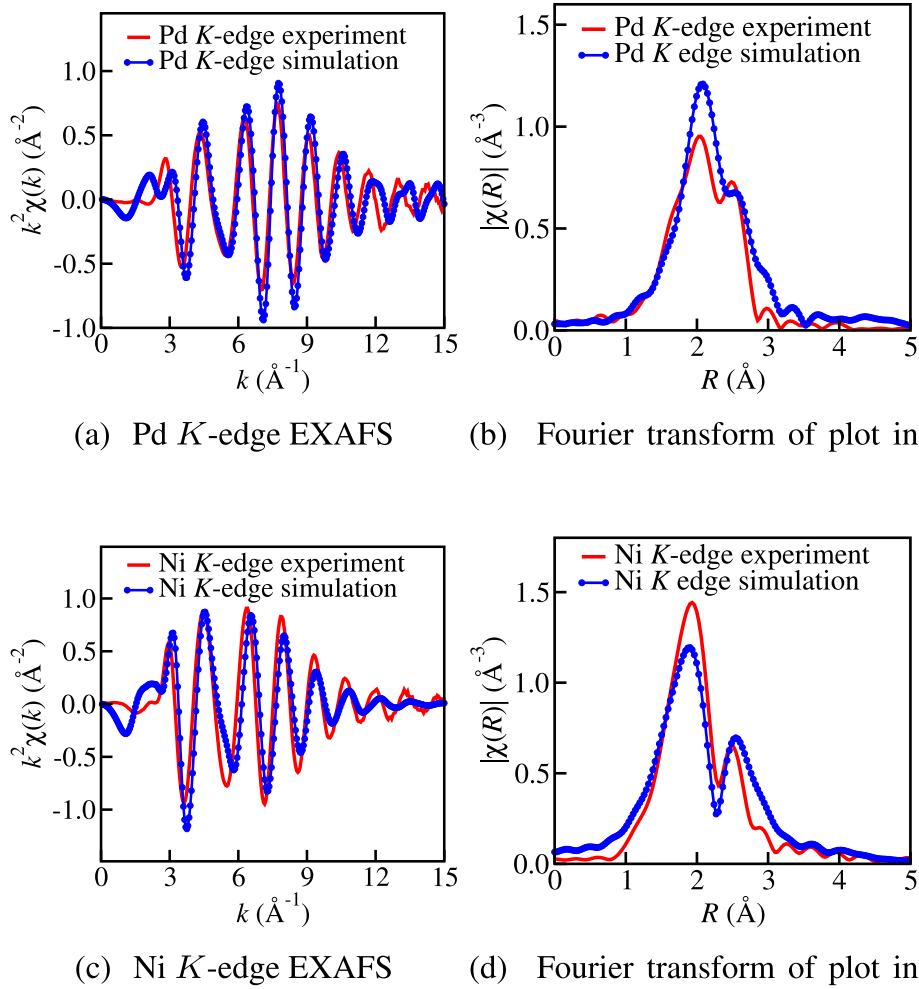 Pd K-edge experiment
Pd K-edge simulation
1.0
0.5
0.0
-0.5
-1.0
k²χ(k) (Å⁻²)
0 3 6 9 12 15
k (Å⁻¹)
(a) Pd K-edge EXAFS
Pd K-edge experiment
Pd K edge simulation
1.5
1.0
0.5
0.0
|χ(R)| (Å⁻³)
0 1 2 3 4 5
R (Å)
(b) Fourier transform of plot in
Ni K-edge experiment
Ni K-edge simulation
1.0
0.5
0.0
-0.5
-1.0
k²χ(k) (Å⁻²)
0 3 6 9 12 15
k (Å⁻¹)
(c) Ni K-edge EXAFS
Ni K-edge experiment
Ni K edge simulation
1.5
1.0
0.5
0.0
|χ(R)| (Å⁻³)
0 1 2 3 4 5
R (Å)
(d) Fourier transform of plot in